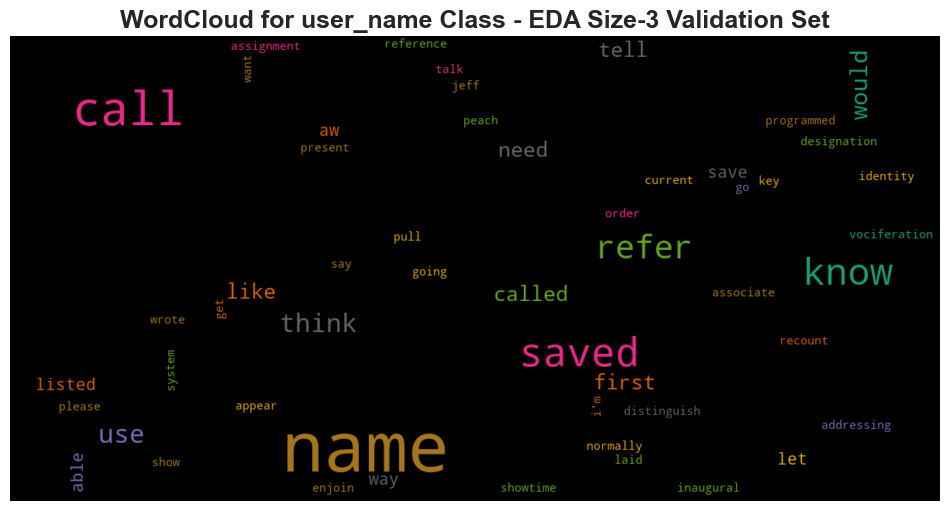 WordCloud for user_name Class - EDA Size-3 Validation Set
assignment
reference
tell
want
talk
jeff
would
call
peach
programmed
aw
present
need
designation
save
current
go
key
identity
order
pull
refer
vociferation
say
going
know
like
called
associate
get
wrote
think
recount
system
saved
listed
first
please
appear
i'm
distinguish
use
addressing
name
normally
able
show
way
laid
let
enjoin
showtime
inaugural